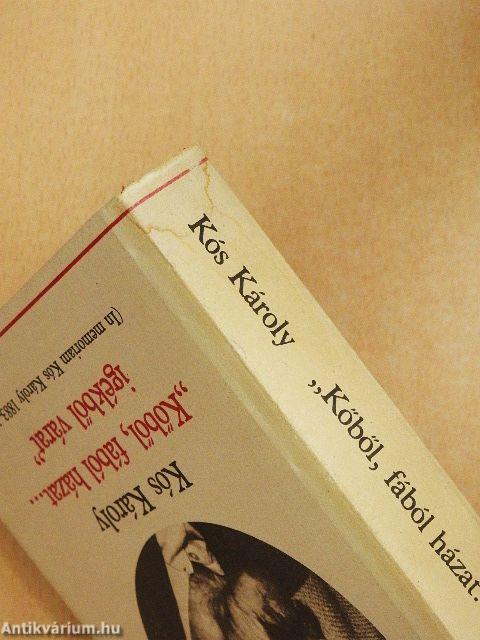 Kós Károly „Kőből, fából házat.
Kós Károly
„Kőből, fából házat...
igékből várat”
(In memoriam Kós Károly 1883-
Antikvárium.hu